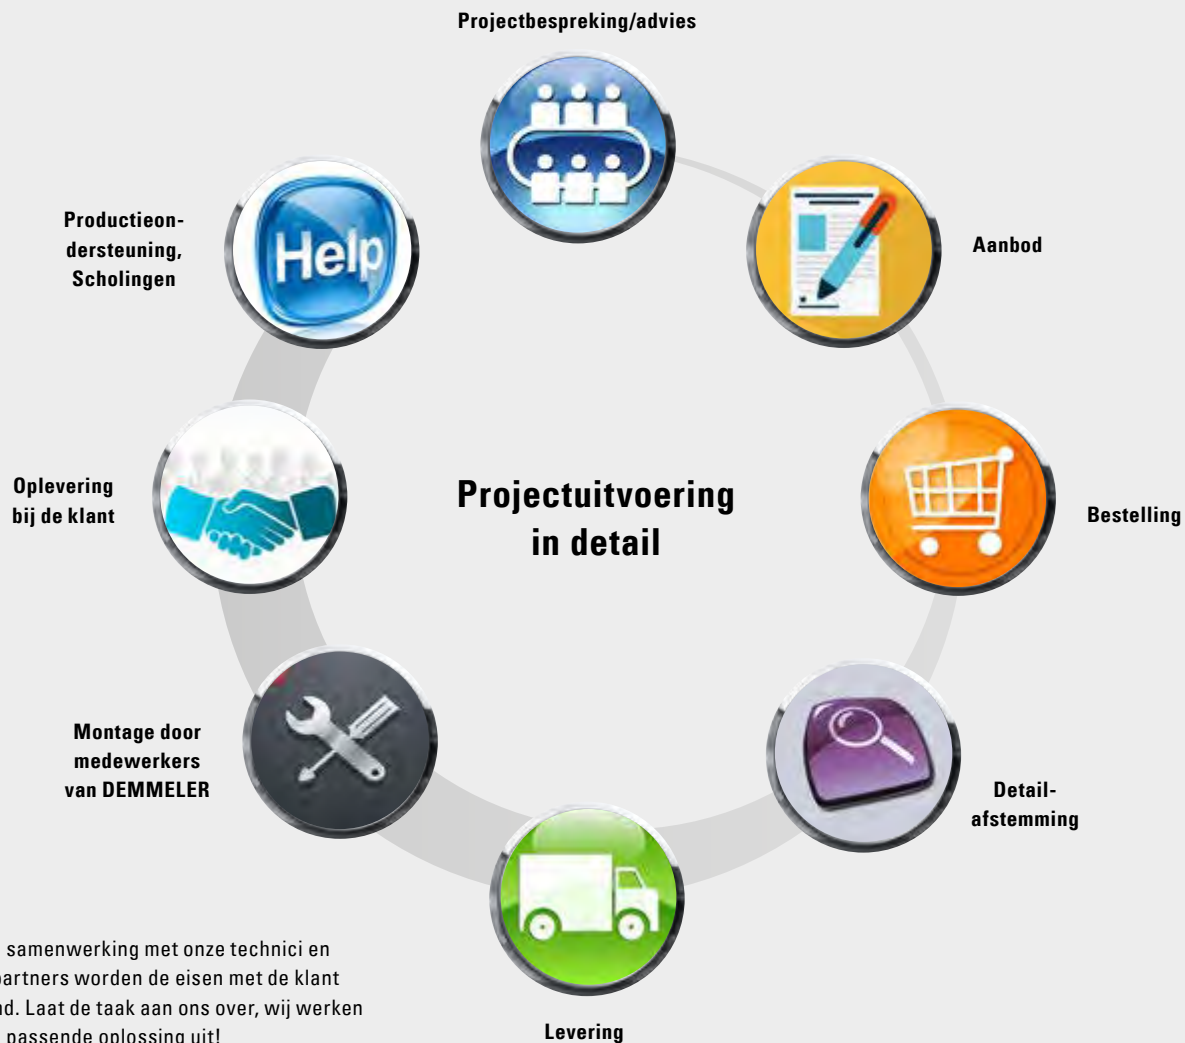 Projectbespreking/advies
Aanbod
Bestelling
Detail-
afstemming
Levering
Montage door
medewerkers
van DEMMELER
Oplevering
bij de klant
Productieon-
dersteuning,
Scholingen
Help
Projectuitvoering
in detail
samenwerking met onze technici en
partners worden de eisen met de klant
Laat de taak aan ons over, wij werken
passende oplossing uit!